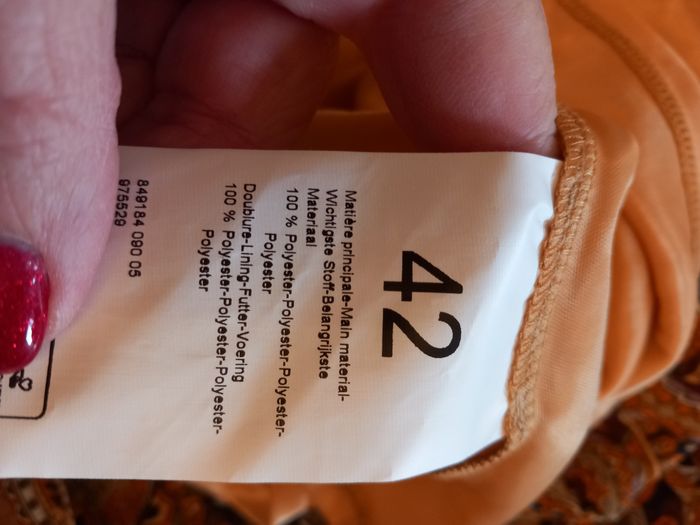 42
Matière principale-Main material-
Wichtigste Stoff-Belangrijkste
Materiaal
100 % Polyester-Polyester-Polyester-
Polyester
Doublure-Lining-Futter-Voering
100 % Polyester-Polyester-Polyester-
Polyester
849184 090 05
975529